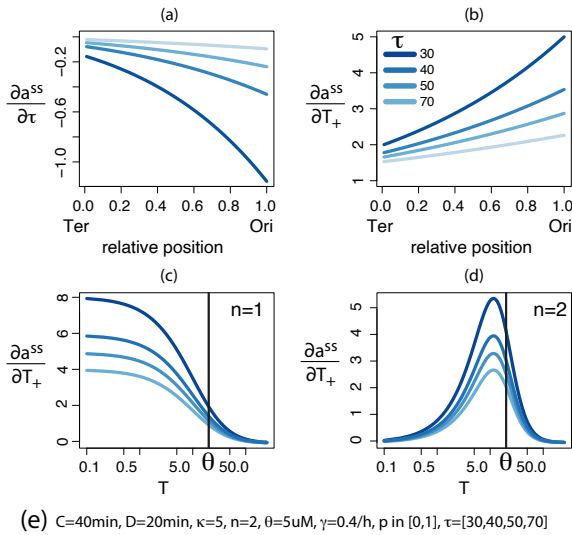 (a)
∂aˢˢ
∂τ
-0.2
-0.6
-1.0
0.0 0.2 0.4 0.6 0.8 1.0
Ter Ori
relative position
(b)
∂aˢˢ
∂T₊
5
4
3
2
1
τ
30
40
50
70
0.0 0.2 0.4 0.6 0.8 1.0
Ter Ori
relative position
(c)
∂aˢˢ
∂T₊
8
6
4
2
0
n=1
0.1 0.5 5.0 θ 50.0
T
(d)
∂aˢˢ
∂T₊
5
4
3
2
1
0
n=2
0.1 0.5 5.0 θ 50.0
T
(e) C=40min, D=20min, κ=5, n=2, θ=5uM, γ=0.4/h, p in [0,1], τ=[30,40,50,70]